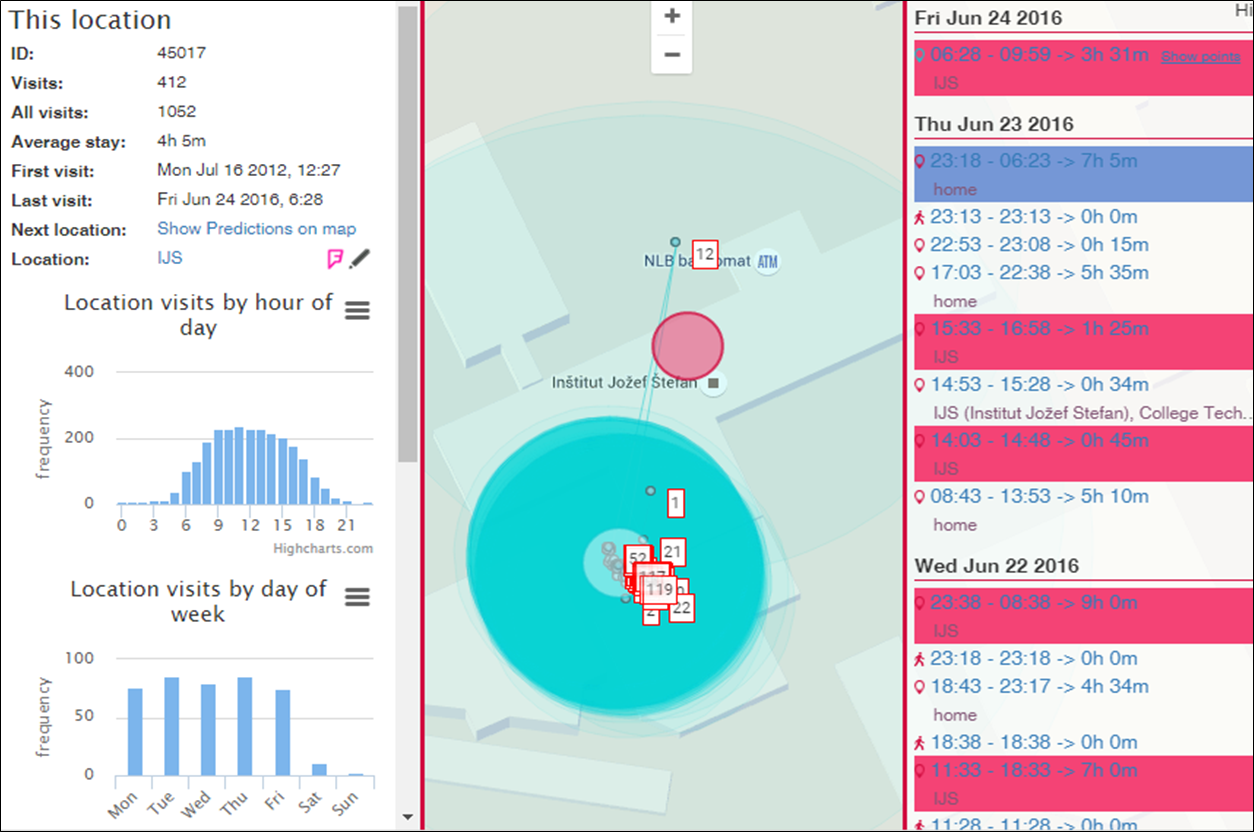 This location
ID: 45017
Visits: 412
All visits: 1052
Average stay: 4h 5m
First visit: Mon Jul 16 2012, 12:27
Last visit: Fri Jun 24 2016, 6:28
Next location: Show Predictions on map
Location: IJS
Location visits by hour of
day
frequency
400
200
0
0 3 6 9 12 15 18 21
Highcharts.com
Location visits by day of
week
frequency
100
50
0
Mon Tue Wed Thu Fri Sat Sun
+
−
12
NLB ATM
Inštitut Jožef Štefan
1
52 21
119
2 22
Hi
Fri Jun 24 2016
06:28 - 09:59 -> 3h 31m Show points
IJS
Thu Jun 23 2016
23:18 - 06:23 -> 7h 5m
home
23:13 - 23:13 -> 0h 0m
22:53 - 23:08 -> 0h 15m
17:03 - 22:38 -> 5h 35m
home
15:33 - 16:58 -> 1h 25m
IJS
14:53 - 15:28 -> 0h 34m
IJS (Institut Jožef Stefan), College Tech..
14:03 - 14:48 -> 0h 45m
IJS
08:43 - 13:53 -> 5h 10m
home
Wed Jun 22 2016
23:38 - 08:38 -> 9h 0m
IJS
23:18 - 23:18 -> 0h 0m
18:43 - 23:17 -> 4h 34m
home
18:38 - 18:38 -> 0h 0m
11:33 - 18:33 -> 7h 0m
IJS
11:28 - 11:28 -> 0h 0m